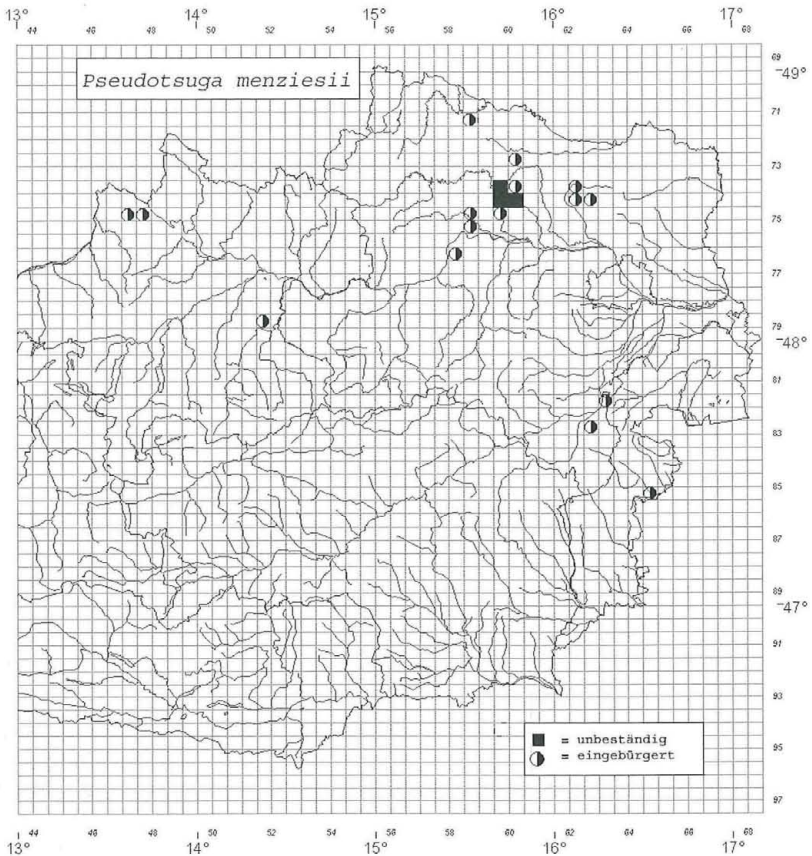 13° 14° 15° 16° 17°
44 46 48 50 52 54 56 58 60 62 64 66 68
Pseudotsuga menziesii
69
-49°
71
73
75
77
79
-48°
81
83
85
87
89
-47°
91
93
■ = unbeständig
◑ = eingebürgert
95
97
44 46 48 50 52 54 56 58 60 62 64 66 68
13° 14° 15° 16° 17°